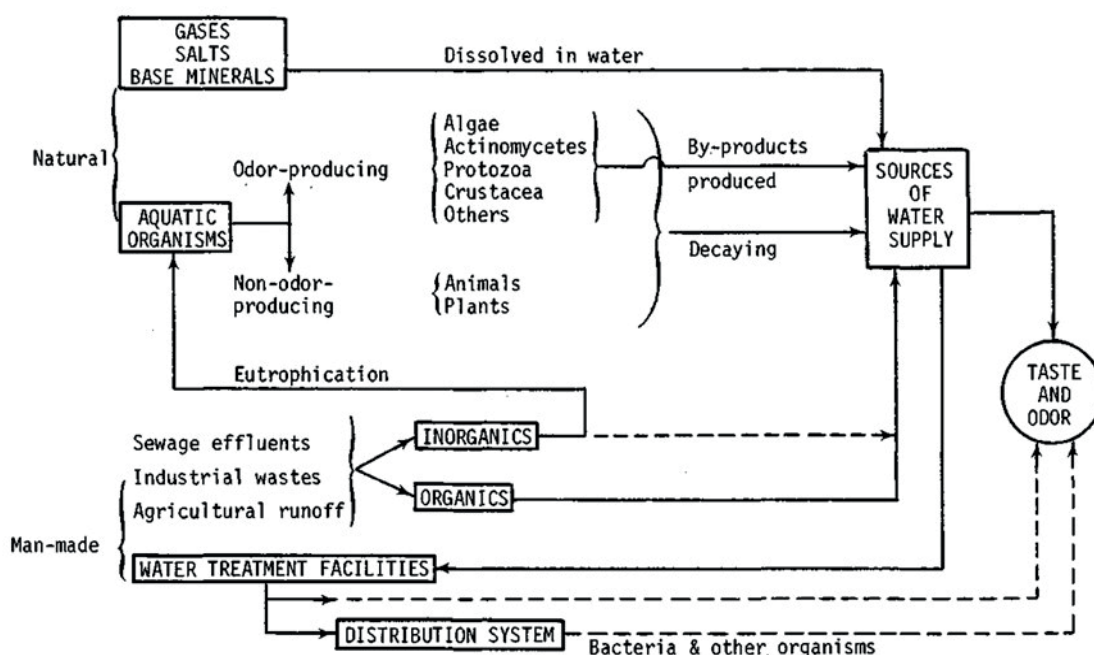 GASES
SALTS
BASE MINERALS
Dissolved in water
Natural
Algae
Actinomycetes
Protozoa
Crustacea
Others
By-products
produced
SOURCES
OF
WATER
SUPPLY
Odor-producing
AQUATIC
ORGANISMS
Decaying
Non-odor-
producing
Animals
Plants
Eutrophication
TASTE
AND
ODOR
Sewage effluents
Industrial wastes
Agricultural runoff
INORGANICS
ORGANICS
Man-made
WATER TREATMENT FACILITIES
DISTRIBUTION SYSTEM
Bacteria & other organisms